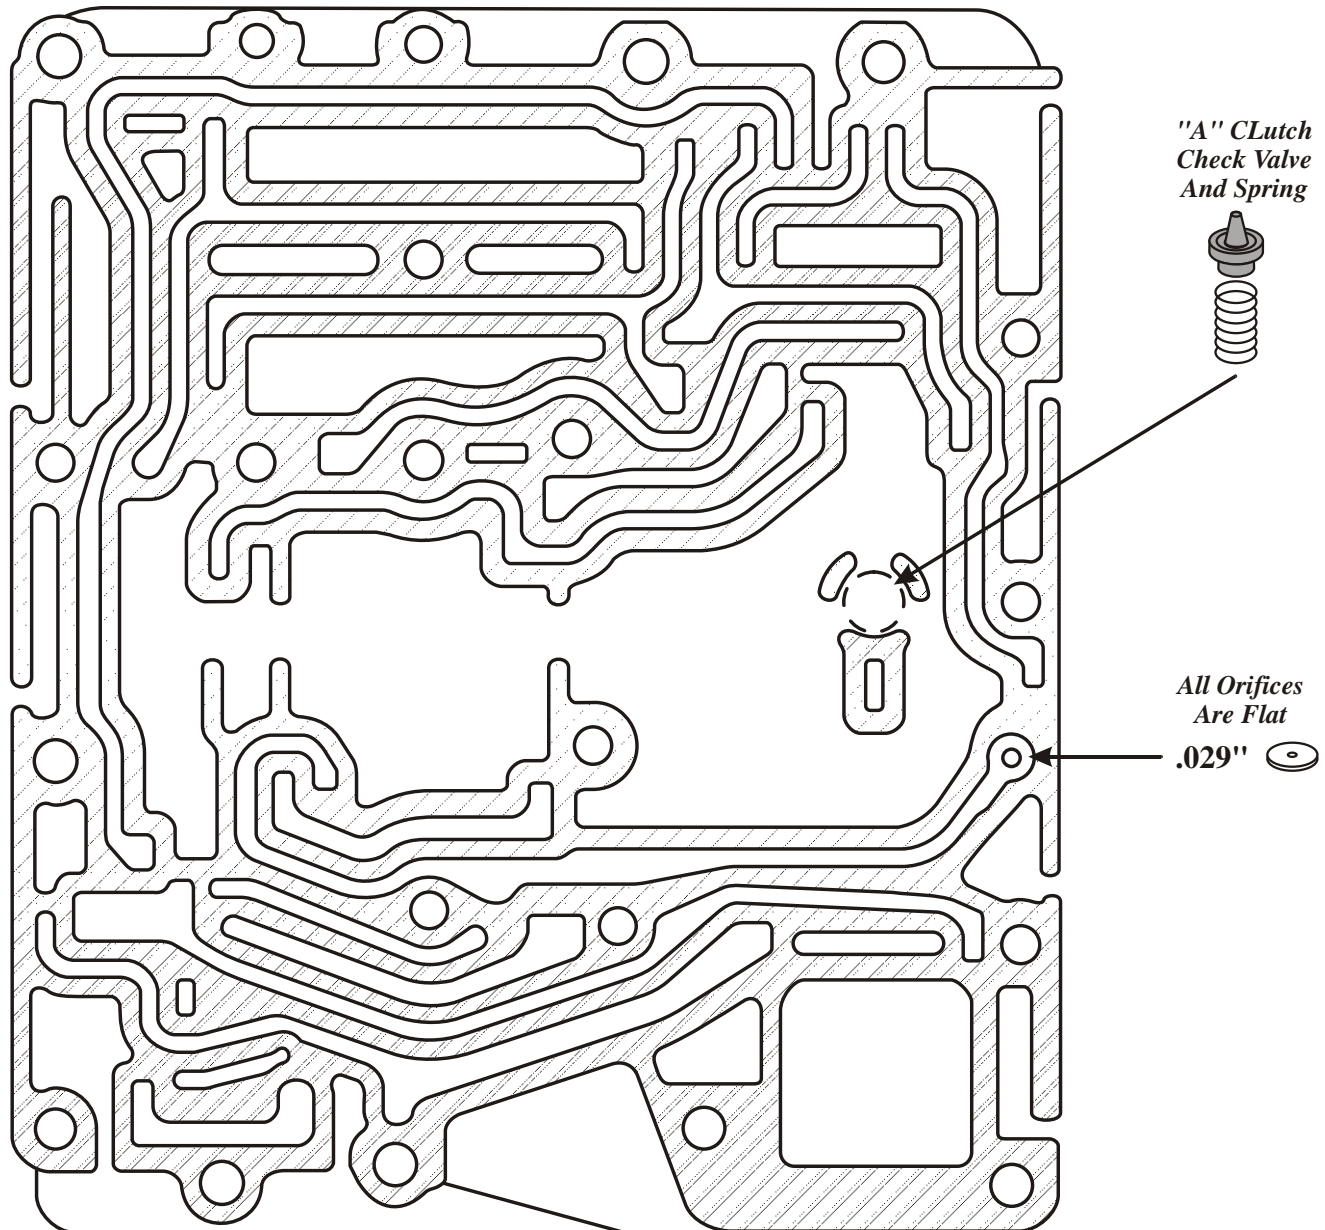 "A" CLutch
Check Valve
And Spring
All Orifices
Are Flat
.029"